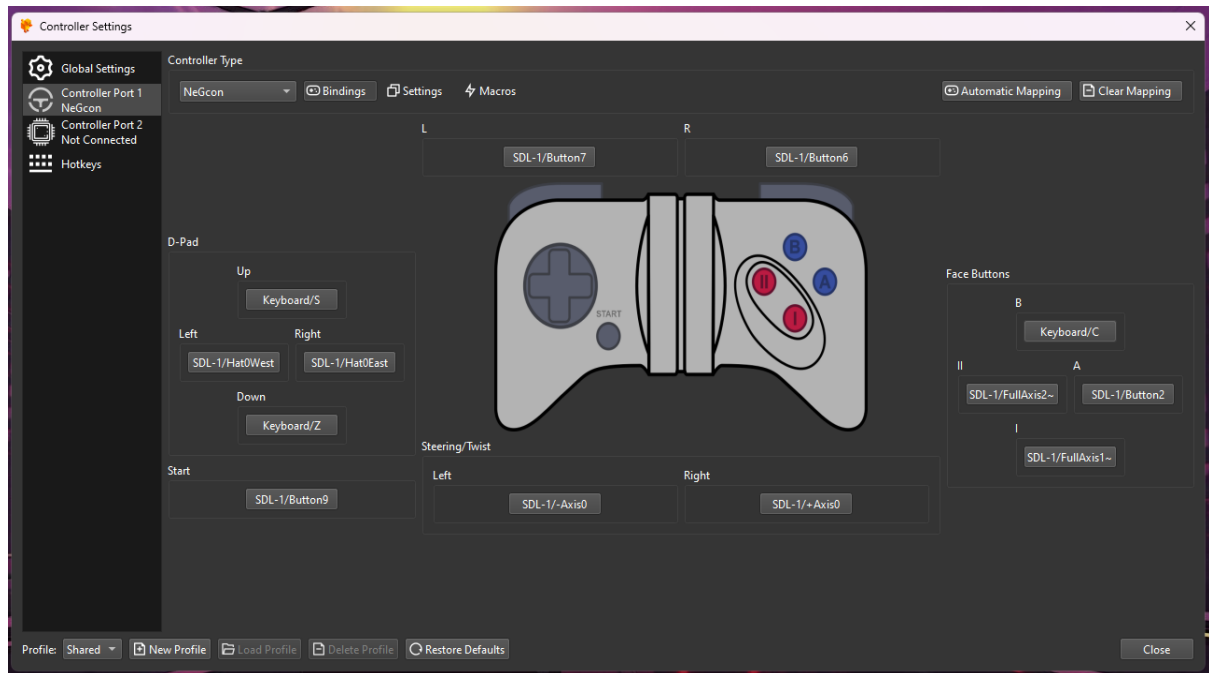 Controller Settings
Global Settings
Controller Port 1
NeGcon
Controller Port 2
Not Connected
Hotkeys
Controller Type
NeGcon
Bindings
Settings
Macros
Automatic Mapping
Clear Mapping
L
SDL-1/Button7
R
SDL-1/Button6
D-Pad
Up
Keyboard/S
Left
SDL-1/Hat0West
Right
SDL-1/Hat0East
Down
Keyboard/Z
Start
SDL-1/Button9
B
II
A
I
START
Steering/Twist
Left
SDL-1/-Axis0
Right
SDL-1/+Axis0
Face Buttons
B
Keyboard/C
II
SDL-1/FullAxis2~
A
SDL-1/Button2
I
SDL-1/FullAxis1~
Profile:
Shared
New Profile
Load Profile
Delete Profile
Restore Defaults
Close